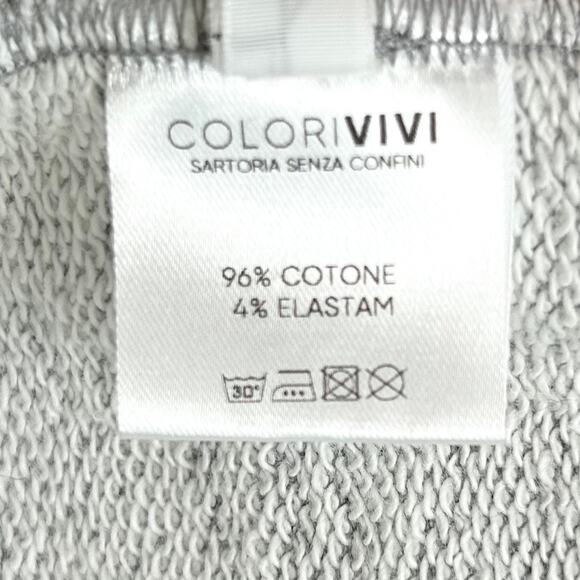 COLORIVIVI
SARTORIA SENZA CONFINI
96% COTONE
4% ELASTAM
30°